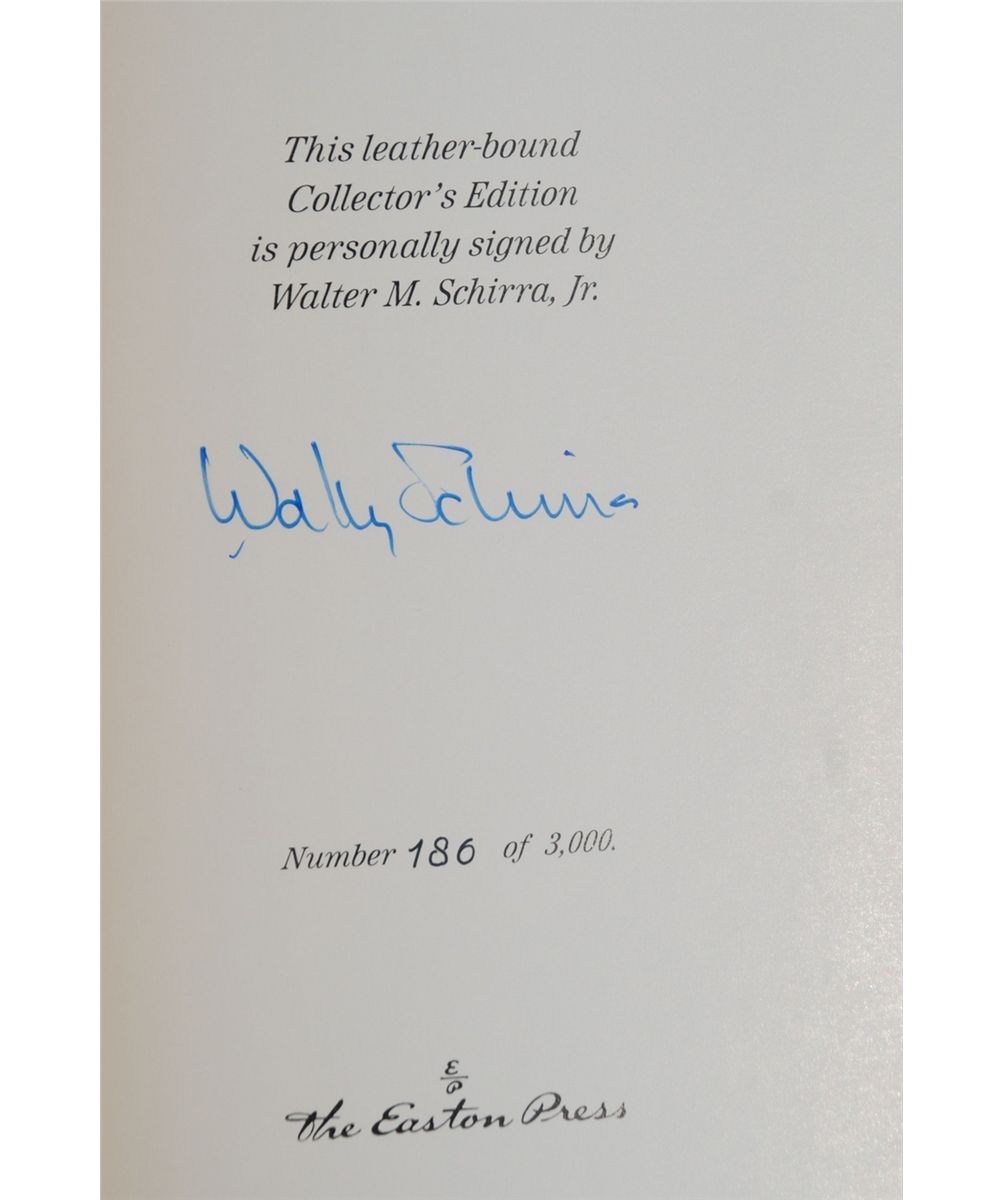 This leather-bound
Collector's Edition
is personally signed by
Walter M. Schirra, Jr.
Wally Schirra
Number 186 of 3,000.
E
P
The Easton Press